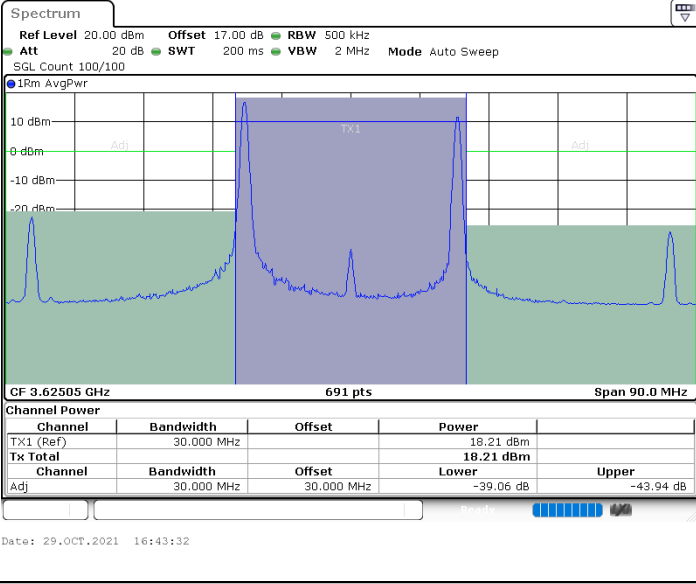 Spectrum
Ref Level 20.00 dBm Offset 17.00 dB RBW 500 kHz
Att 20 dB SWT 200 ms VBW 2 MHz Mode Auto Sweep
SGL Count 100/100
1Rm AvgPwr
10 dBm
TX1
Adj
Adj
0 dBm
-10 dBm
-20 dBm
CF 3.62505 GHz 691 pts Span 90.0 MHz
Channel Power
Channel Bandwidth Offset Power
TX1 (Ref) 30.000 MHz 18.21 dBm
Tx Total 18.21 dBm
Channel Bandwidth Offset Lower Upper
Adj 30.000 MHz 30.000 MHz -39.06 dB -43.94 dB
Ready
Date: 29.OCT.2021 16:43:32